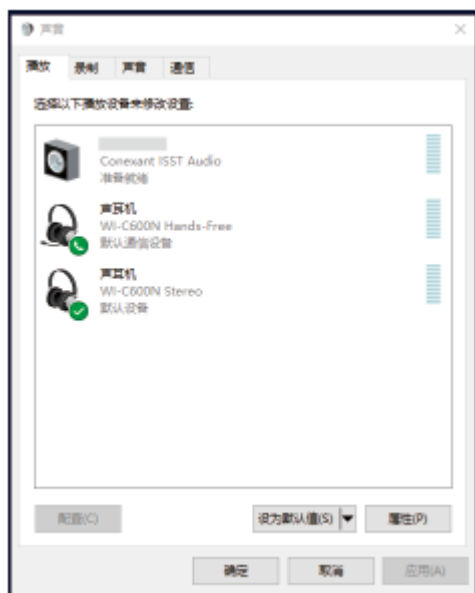 声音
播放 录制 声音 通信
选择以下播放设备来修改设置:
Conexant ISST Audio
准备就绪
声耳机
WI-C600N Hands-Free
默认通信设备
声耳机
WI-C600N Stereo
默认设备
配置(C) 设为默认值(S) 属性(P)
确定 取消 应用(A)